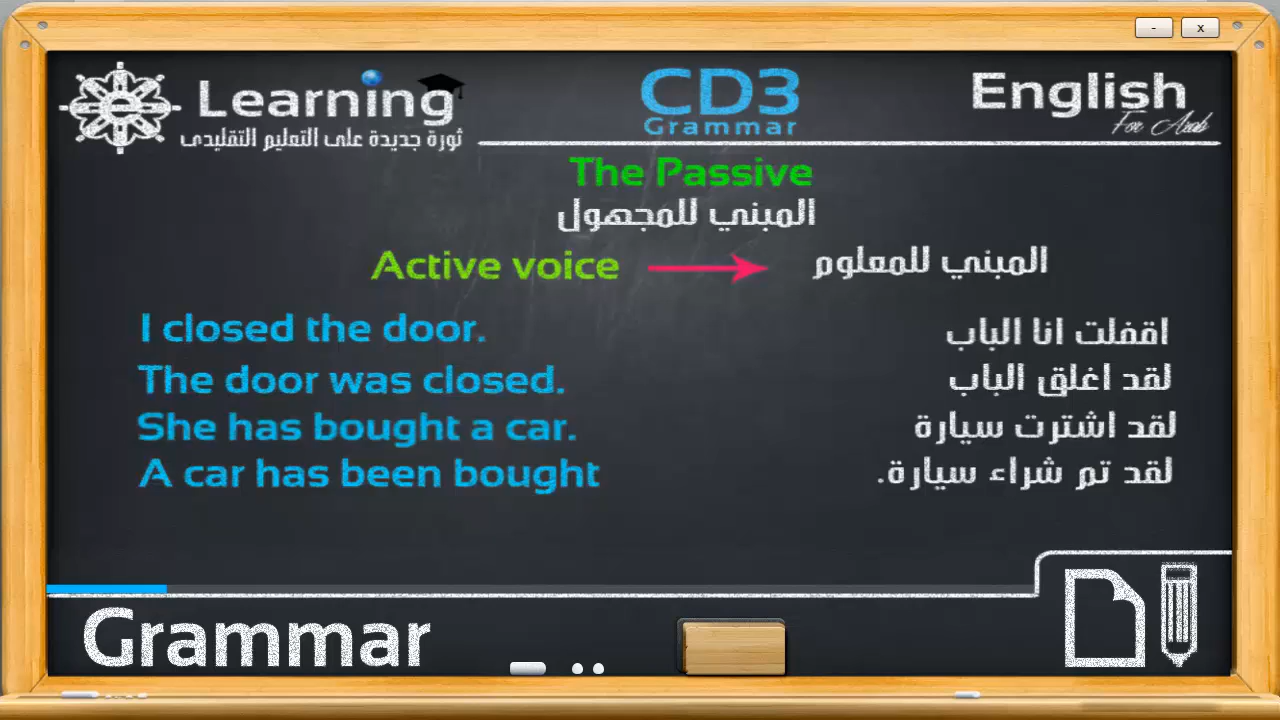 - x
Learning
ثورة جديدة على التعليم التقليدى
CD3
Grammar
English
For Arab
The Passive
المبني للمجهول
Active voice المبني للمعلوم
I closed the door. اقفلت انا الباب
The door was closed. لقد اغلق الباب
She has bought a car. لقد اشترت سيارة
A car has been bought لقد تم شراء سيارة.
Grammar